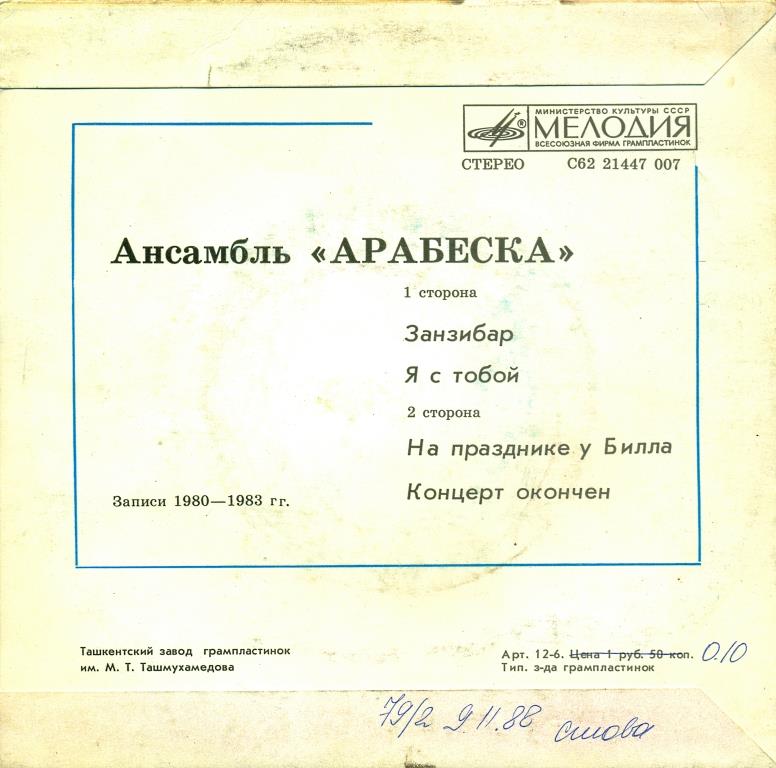 МИНИСТЕРСТВО КУЛЬТУРЫ СССР
МЕЛОДИЯ
ВСЕСОЮЗНАЯ ФИРМА ГРАМПЛАСТИНОК
СТЕРЕО С62 21447 007
Ансамбль «АРАБЕСКА»
1 сторона
Занзибар
Я с тобой
2 сторона
На празднике у Билла
Концерт окончен
Записи 1980—1983 гг.
Ташкентский завод грампластинок
им. М. Т. Ташмухамедова
Арт. 12-6. Цена 1 руб. 50 коп. 0.10
Тип. з-да грампластинок
79/2 9.11.88